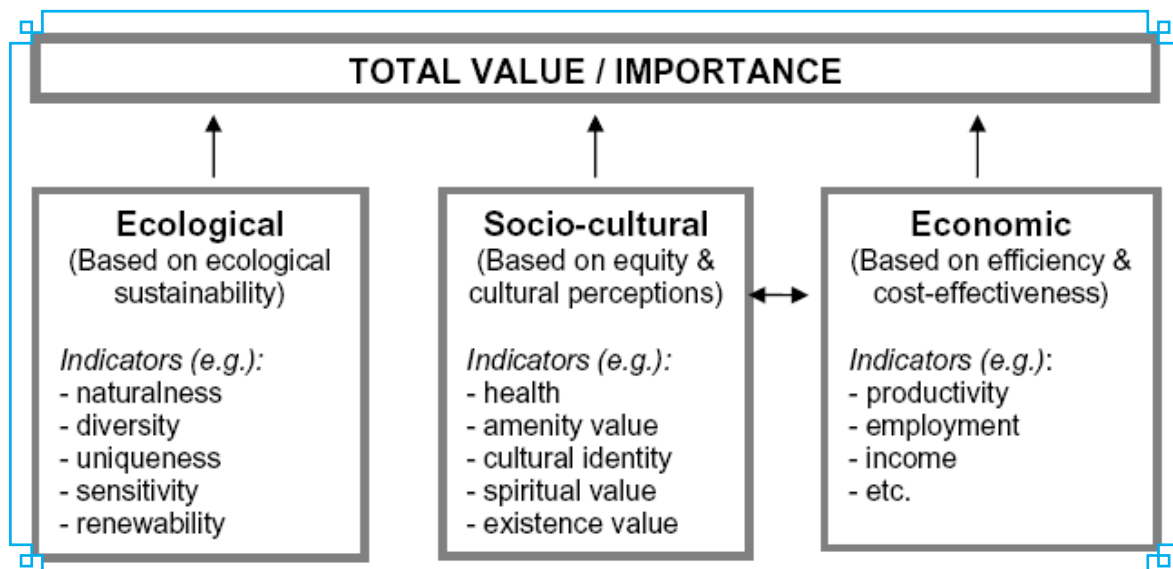 TOTAL VALUE / IMPORTANCE
Ecological
(Based on ecological
sustainability)
Indicators (e.g.):
- naturalness
- diversity
- uniqueness
- sensitivity
- renewability
Socio-cultural
(Based on equity &
cultural perceptions)
Indicators (e.g.):
- health
- amenity value
- cultural identity
- spiritual value
- existence value
Economic
(Based on efficiency &
cost-effectiveness)
Indicators (e.g.):
- productivity
- employment
- income
- etc.